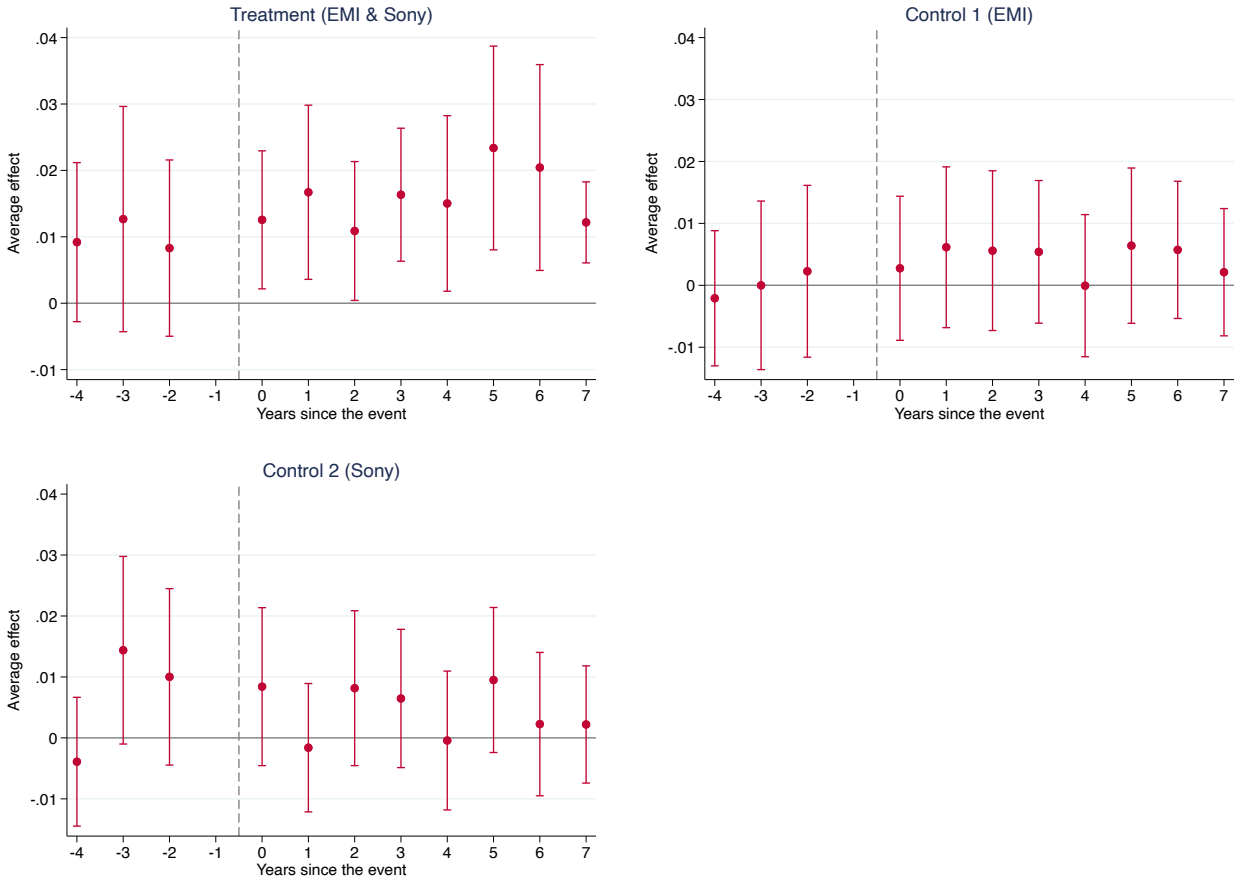 Treatment (EMI & Sony)
.04
.03
.02
.01
0
-.01
Average effect
-4 -3 -2 -1 0 1 2 3 4 5 6 7
Years since the event
Control 1 (EMI)
.04
.03
.02
.01
0
-.01
Average effect
-4 -3 -2 -1 0 1 2 3 4 5 6 7
Years since the event
Control 2 (Sony)
.04
.03
.02
.01
0
-.01
Average effect
-4 -3 -2 -1 0 1 2 3 4 5 6 7
Years since the event